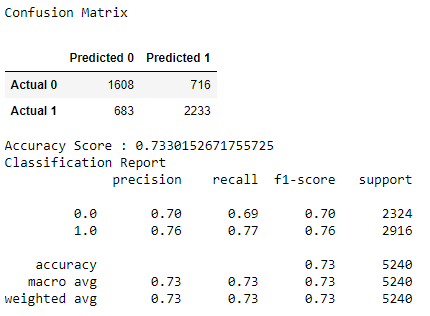 Confusion Matrix
Predicted 0 Predicted 1
Actual 0 1608 716
Actual 1 683 2233
Accuracy Score : 0.7330152671755725
Classification Report
precision recall f1-score support
0.0 0.70 0.69 0.70 2324
1.0 0.76 0.77 0.76 2916
accuracy 0.73 5240
macro avg 0.73 0.73 0.73 5240
weighted avg 0.73 0.73 0.73 5240